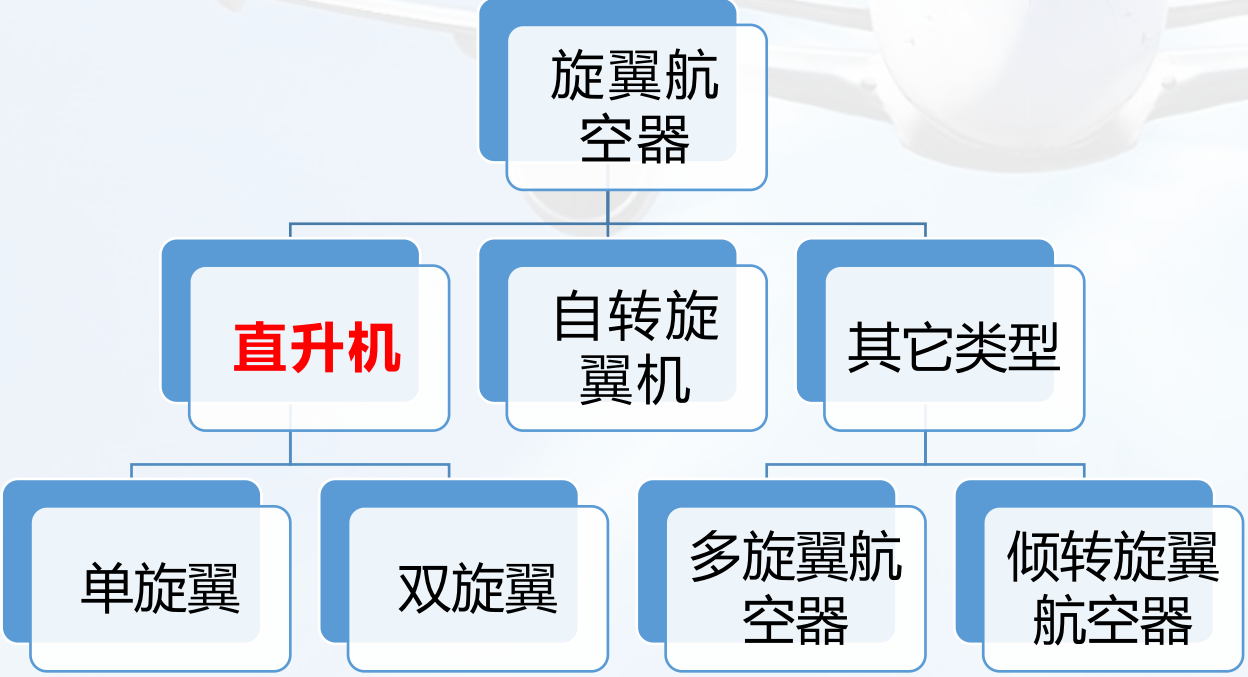 旋翼航
空器
直升机
自转旋
翼机
其它类型
单旋翼
双旋翼
多旋翼航
空器
倾转旋翼
航空器